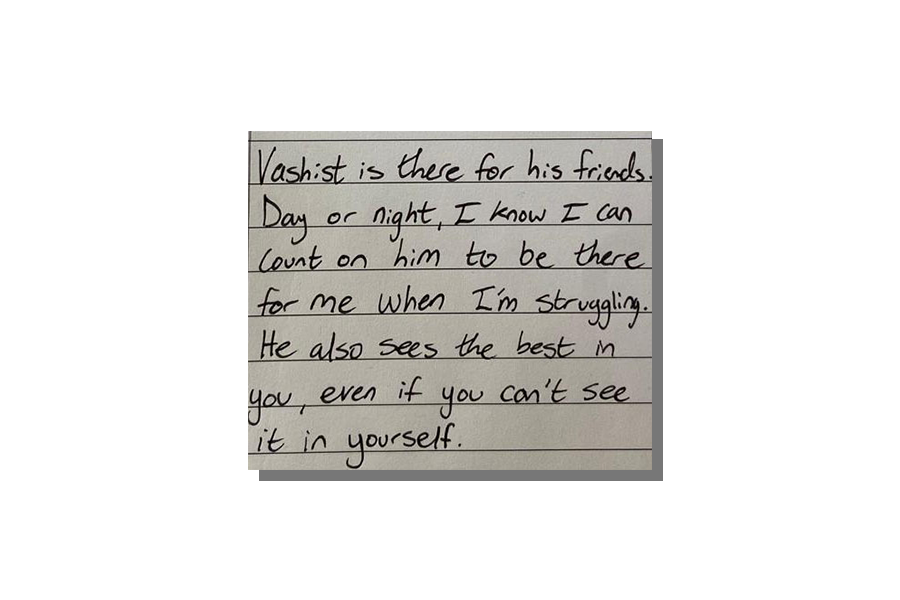 Vashist is there for his friends.
Day or night, I know I can
count on him to be there
for me when I'm struggling.
He also sees the best in
you, even if you can't see
it in yourself.